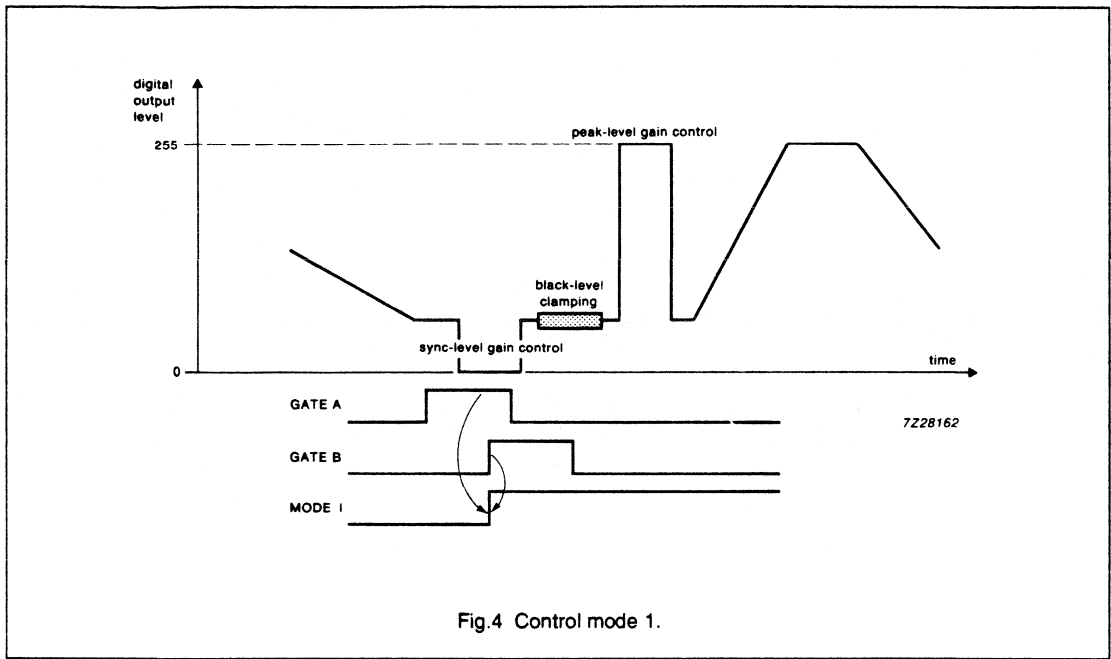 digital
output
level
255
peak-level gain control
black-level
clamping
sync-level gain control
time
0
GATE A
7Z28162
GATE B
MODE I
Fig.4 Control mode 1.